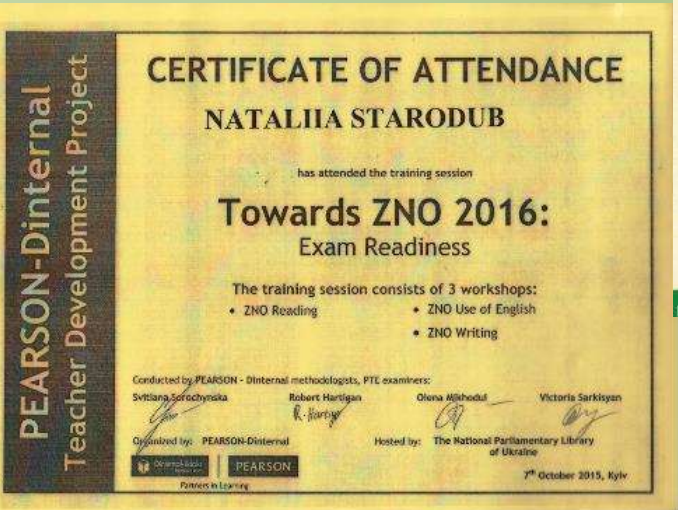 PEARSON-Dinternal
Teacher Development Project
CERTIFICATE OF ATTENDANCE
NATALIIA STARODUB
has attended the training session
Towards ZNO 2016:
Exam Readiness
The training session consists of 3 workshops:
• ZNO Reading
• ZNO Use of English
• ZNO Writing
Conducted by PEARSON - Dinternal methodologists, PTE examiners:
Svitlana Sorochynska Robert Hartigan Olena Mikhodui Victoria Sarkisyan
R. Hartigan
Organized by: PEARSON-Dinternal Hosted by: The National Parliamentary Library
of Ukraine
PEARSON
Partners in Learning
7th October 2015, Kyiv